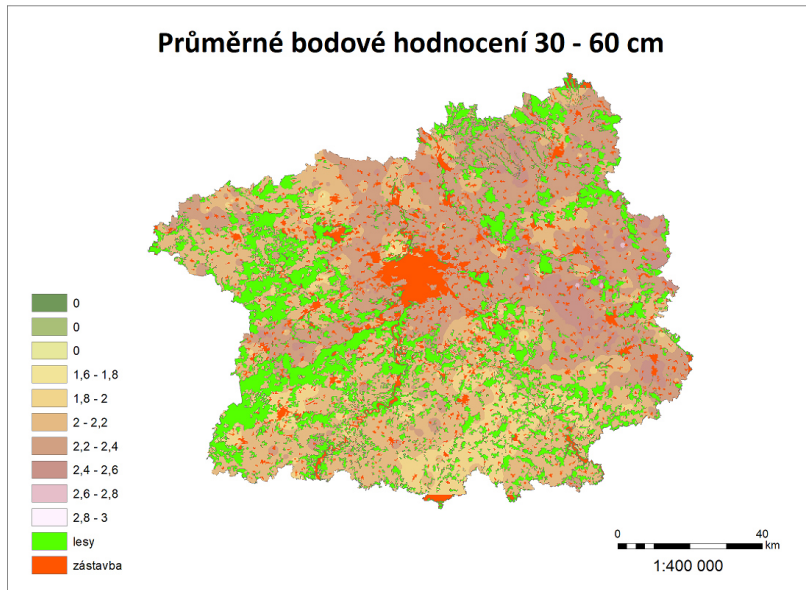 Průměrné bodové hodnocení 30 - 60 cm
0
0
0
1,6 - 1,8
1,8 - 2
2 - 2,2
2,2 - 2,4
2,4 - 2,6
2,6 - 2,8
2,8 - 3
lesy
zástavba
0 40
km
1:400 000